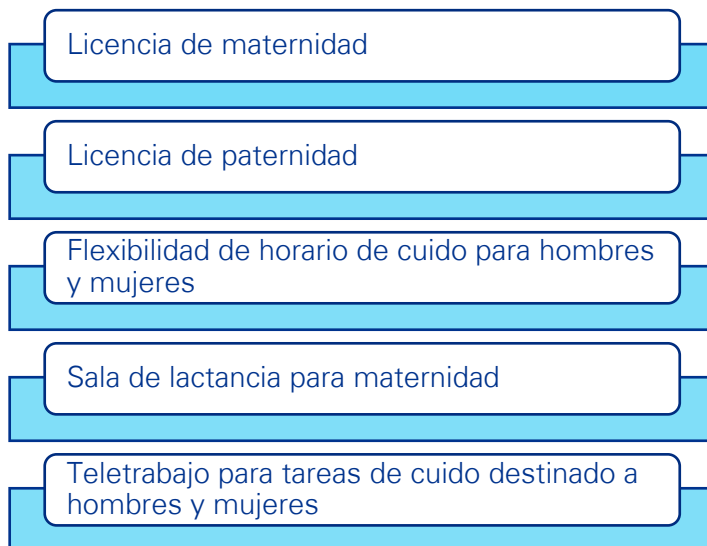 Licencia de maternidad
Licencia de paternidad
Flexibilidad de horario de cuido para hombres
y mujeres
Sala de lactancia para maternidad
Teletrabajo para tareas de cuido destinado a
hombres y mujeres